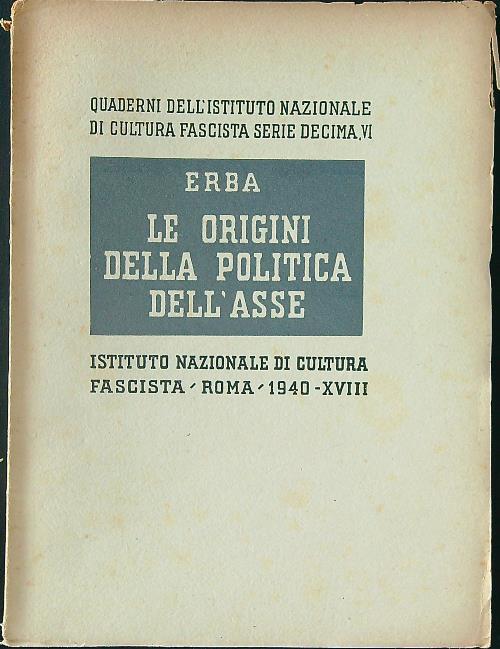 QUADERNI DELL'ISTITUTO NAZIONALE
DI CULTURA FASCISTA SERIE DECIMA, VI
ERBA
LE ORIGINI
DELLA POLITICA
DELL'ASSE
ISTITUTO NAZIONALE DI CULTURA
FASCISTA - ROMA - 1940 - XVIII